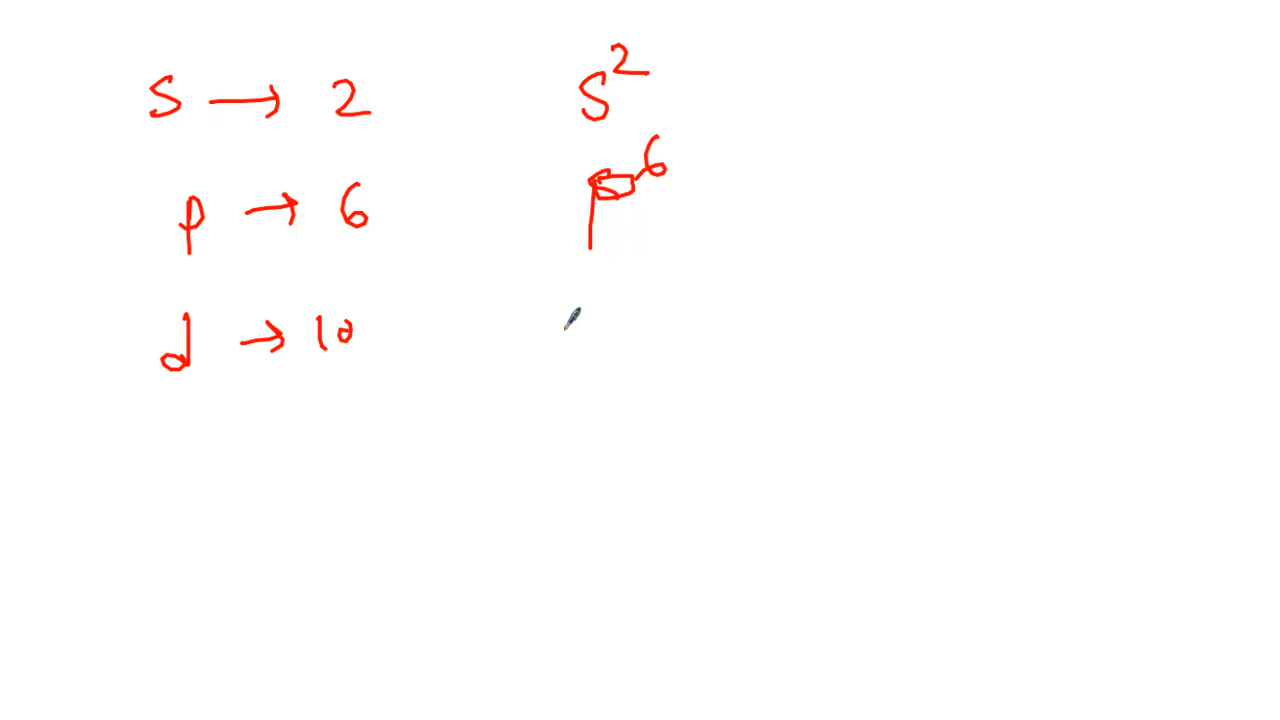 S → 2 S²
p → 6 p⁶
d → 10